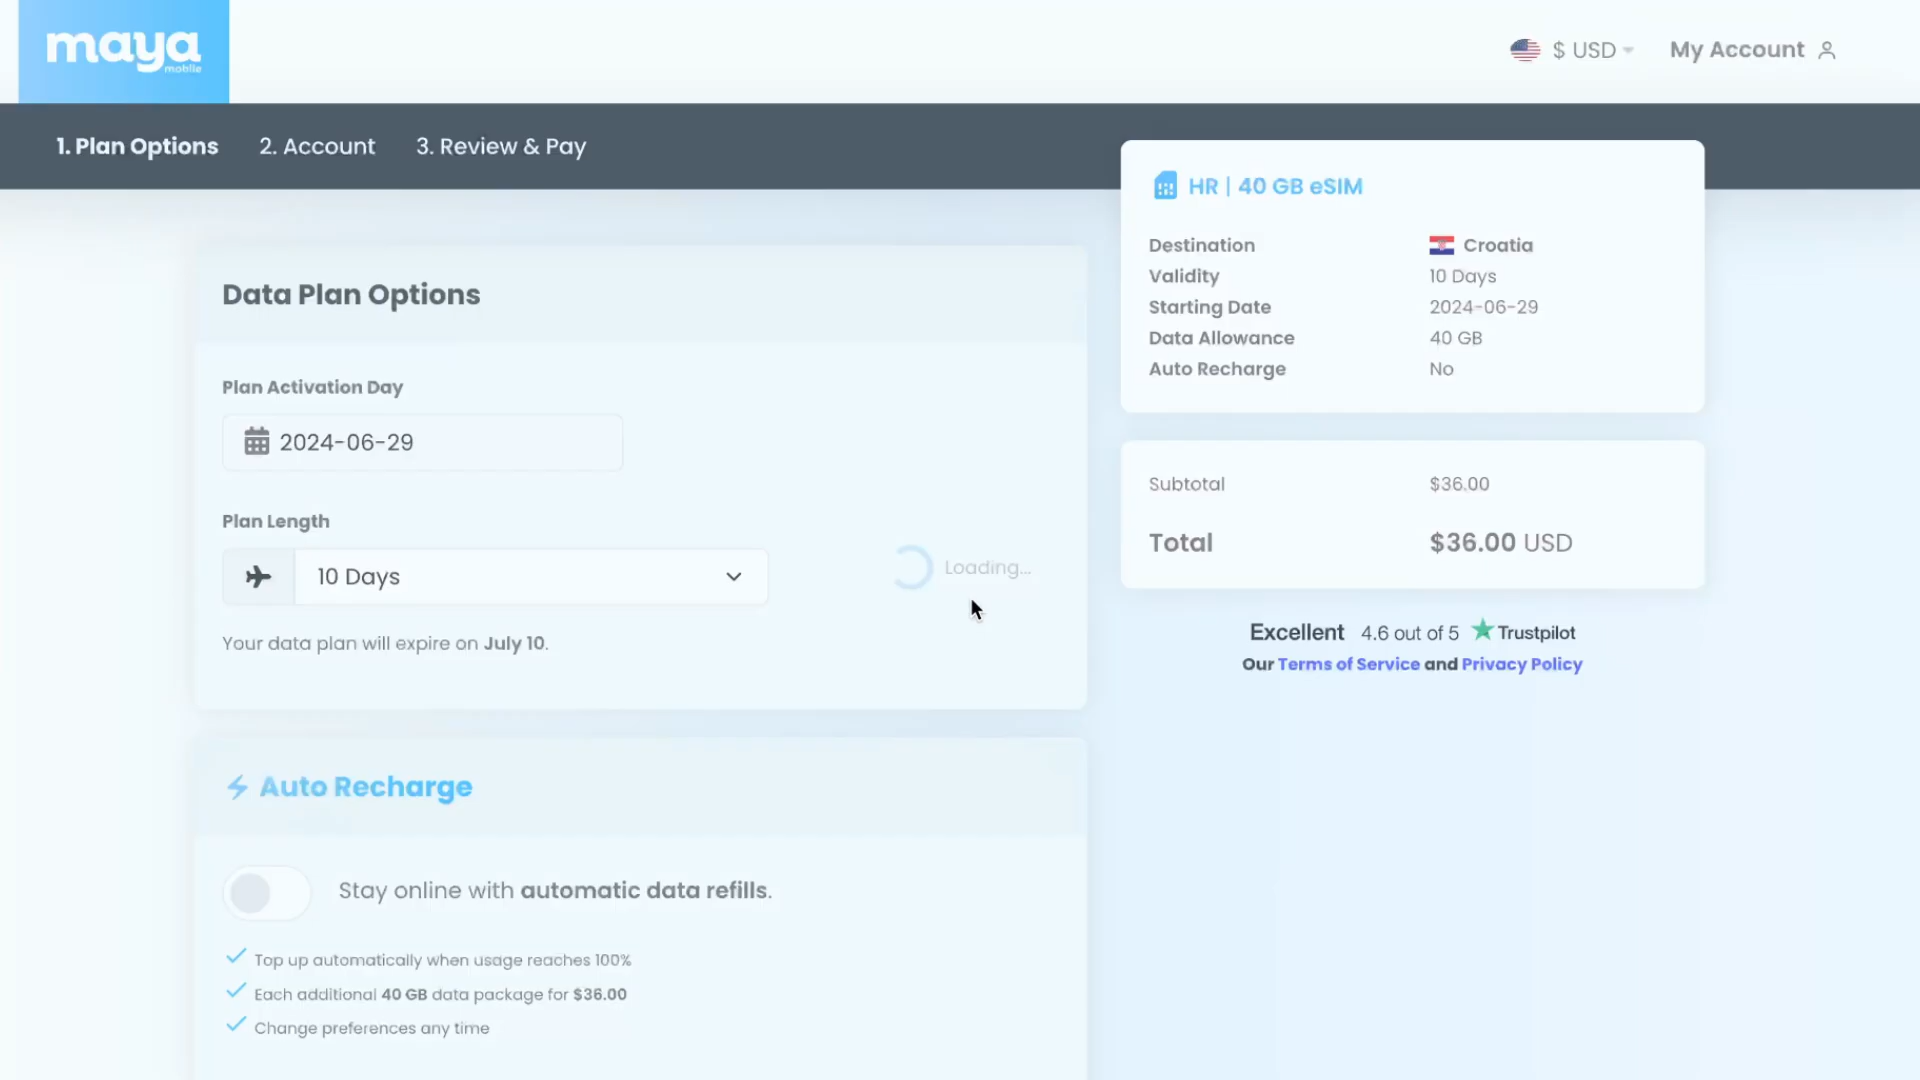 maya
mobile
$ USD
My Account
1. Plan Options
2. Account
3. Review & Pay
HR | 40 GB eSIM
Destination
Croatia
Validity
10 Days
Starting Date
2024-06-29
Data Allowance
40 GB
Auto Recharge
No
Data Plan Options
Plan Activation Day
2024-06-29
Plan Length
10 Days
Loading...
Your data plan will expire on July 10.
Subtotal
$36.00
Total
$36.00 USD
Excellent 4.6 out of 5 Trustpilot
Our Terms of Service and Privacy Policy
Auto Recharge
Stay online with automatic data refills.
Top up automatically when usage reaches 100%
Each additional 40 GB data package for $36.00
Change preferences any time